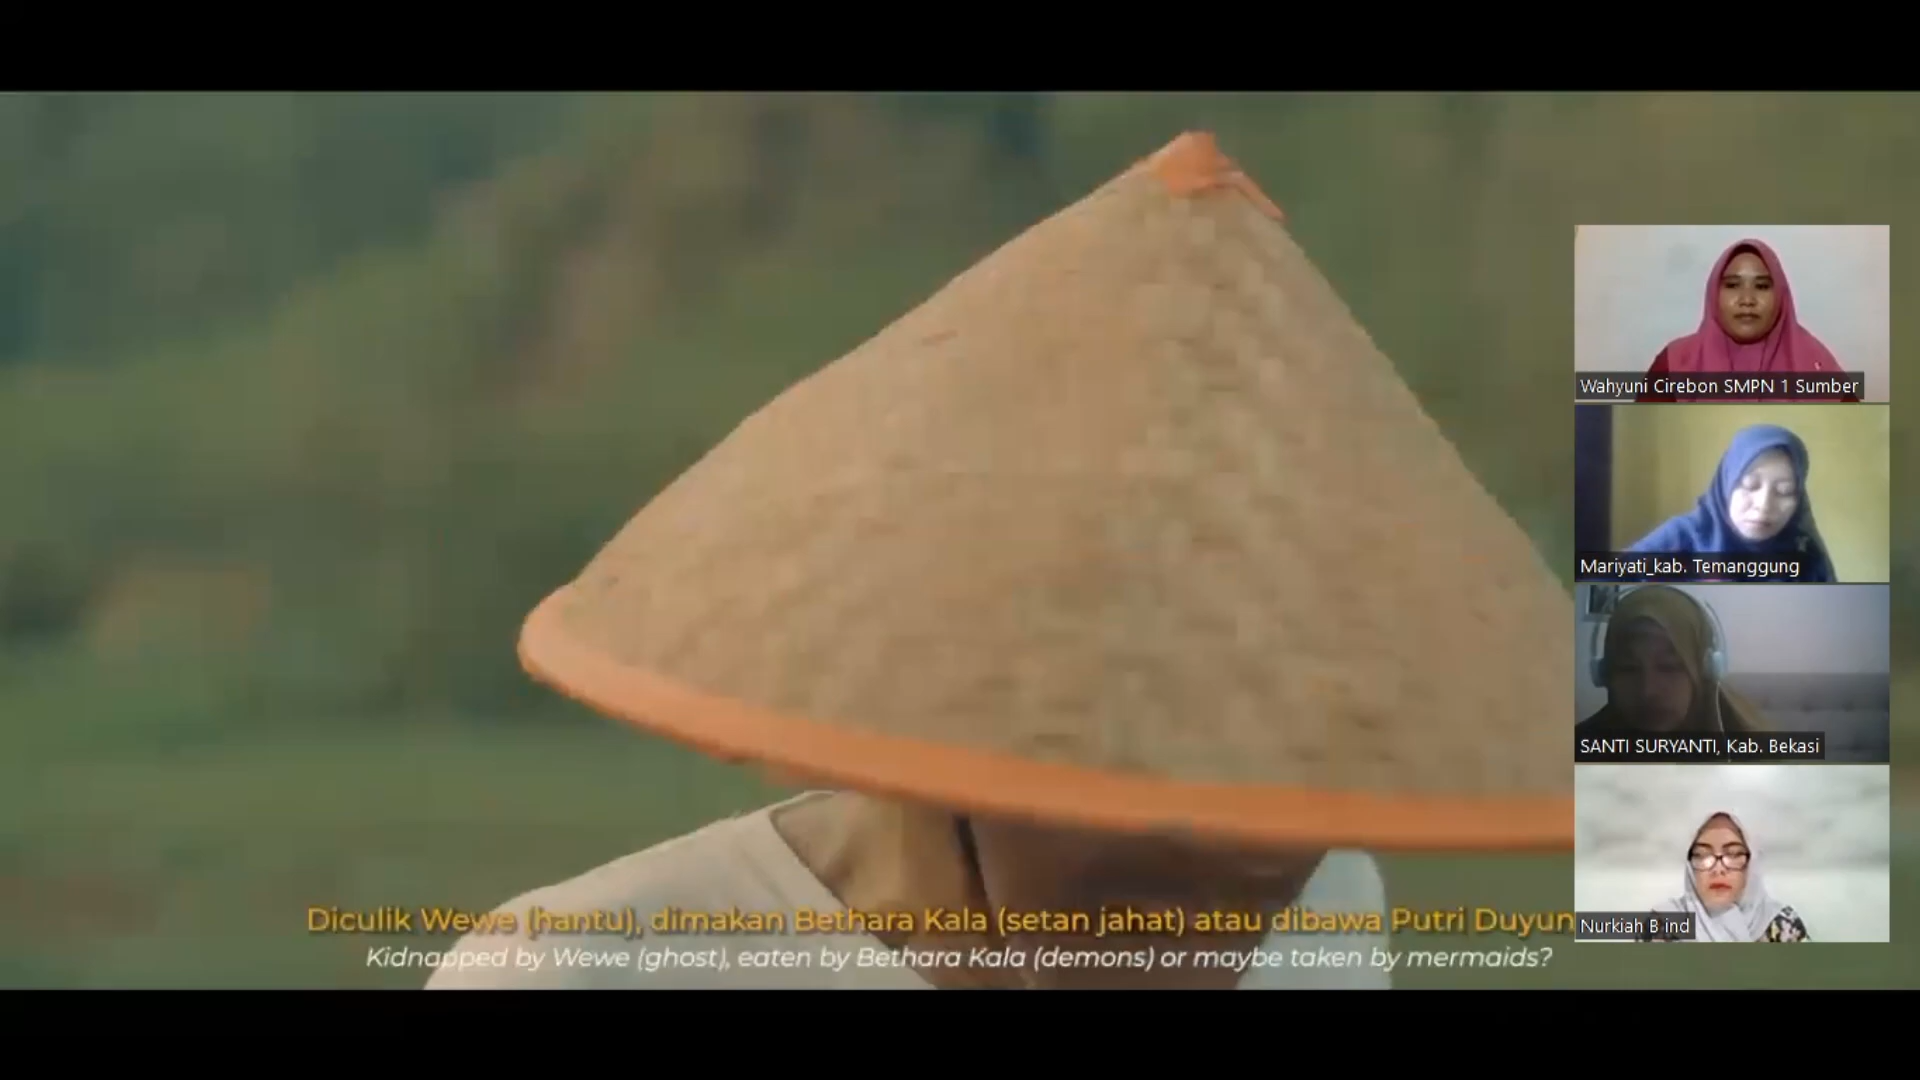 Wahyuni Cirebon SMPN 1 Sumber
Mariyati_kab. Temanggung
SANTI SURYANTI, Kab. Bekasi
Nurkiah B ind
Diculik Wewe (hantu), dimakan Bethara Kala (setan jahat) atau dibawa Putri Duyun
Kidnapped by Wewe (ghost), eaten by Bethara Kala (demons) or maybe taken by mermaids?